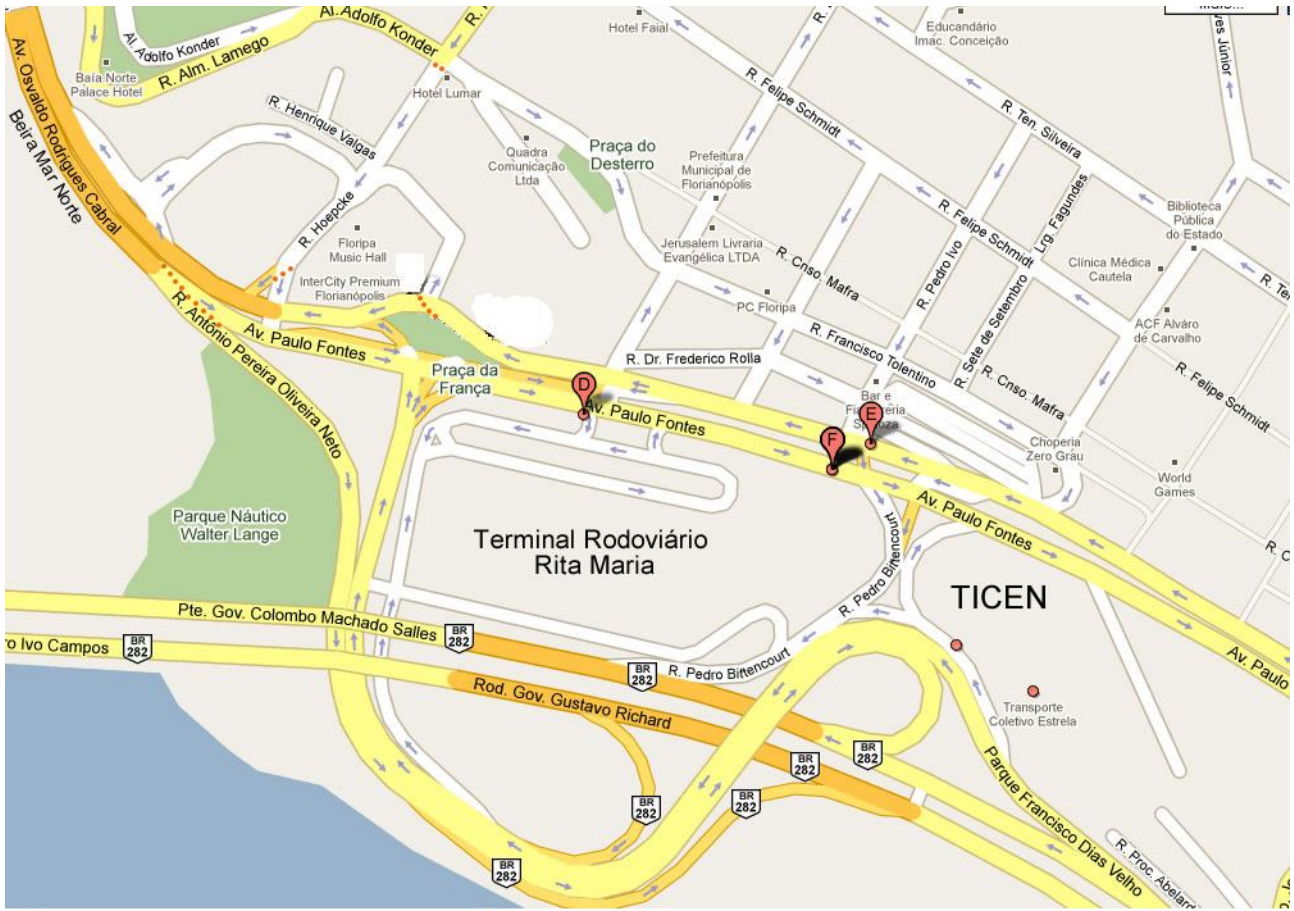 Al. Adolfo Konder
Al. Adolfo Konder
R. Alm. Lamego
Baía Norte
Palace Hotel
Hotel Lumar
Hotel Faial
Educandário
Imac. Conceição
Av. Osvaldo Rodrigues Cabral
Beira Mar Norte
R. Henrique Valgas
R. Hoepcke
Quadra
Comunicação
Ltda
Praça do
Desterro
Prefeitura
Municipal de
Florianópolis
R. Felipe Schmidt
R. Ten. Silveira
R. Felipe Schmidt
Lrg. Fagundes
Biblioteca
Pública
do Estado
Floripa
Music Hall
InterCity Premium
Florianópolis
Jerusalem Livraria
Evangélica LTDA
R. Cnso. Mafra
R. Pedro Ivo
Clínica Médica
Cautela
PC Floripa
R. Sete de Setembro
ACF Alváro
de Carvalho
R. Antônio Pereira Oliveira Neto
Av. Paulo Fontes
Praça da
França
R. Dr. Frederico Rolla
R. Francisco Tolentino
R. Cnso. Mafra
R. Felipe Schmidt
D
Av. Paulo Fontes
Bar e
E
F
Choperia
Zero Grau
World
Games
Parque Náutico
Walter Lange
Terminal Rodoviário
Rita Maria
Av. Paulo Fontes
R. Pedro Bittencourt
TICEN
Pte. Gov. Colombo Machado Salles
BR
282
ro Ivo Campos
BR
282
R. Pedro Bittencourt
BR
282
Av. Paulo
Rod. Gov. Gustavo Richard
Transporte
Coletivo Estrela
BR
282
BR
282
BR
282
BR
282
BR
282
Parque Francisco Dias Velho
R. Proc. Abelard